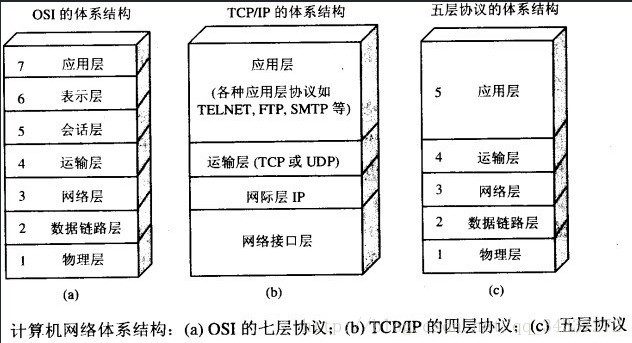 OSI 的体系结构
7 应用层
6 表示层
5 会话层
4 运输层
3 网络层
2 数据链路层
1 物理层
(a)
TCP/IP 的体系结构
应用层
(各种应用层协议如
TELNET, FTP, SMTP 等)
运输层 (TCP 或 UDP)
网际层 IP
网络接口层
(b)
五层协议的体系结构
5 应用层
4 运输层
3 网络层
2 数据链路层
1 物理层
(c)
计算机网络体系结构：(a) OSI 的七层协议；(b) TCP/IP 的四层协议；(c) 五层协议